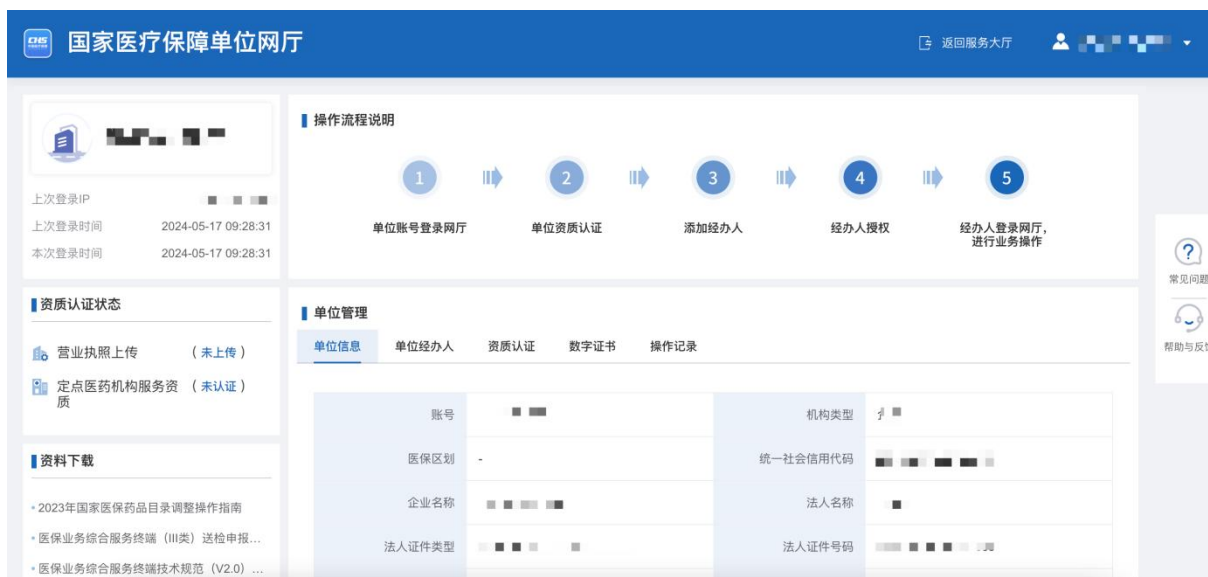 CHS
国家医疗保障单位网厅
返回服务大厅
上次登录IP
上次登录时间 2024-05-17 09:28:31
本次登录时间 2024-05-17 09:28:31
操作流程说明
1 2 3 4 5
单位账号登录网厅 单位资质认证 添加经办人 经办人授权 经办人登录网厅，
进行业务操作
常见问题
帮助与反馈
资质认证状态
营业执照上传 （未上传）
定点医药机构服务资 （未认证）
质
资料下载
2023年国家医保药品目录调整操作指南
医保业务综合服务终端（III类）送检申报...
医保业务综合服务终端技术规范（V2.0）...
单位管理
单位信息 单位经办人 资质认证 数字证书 操作记录
账号 机构类型
医保区划 - 统一社会信用代码
企业名称 法人名称
法人证件类型 法人证件号码